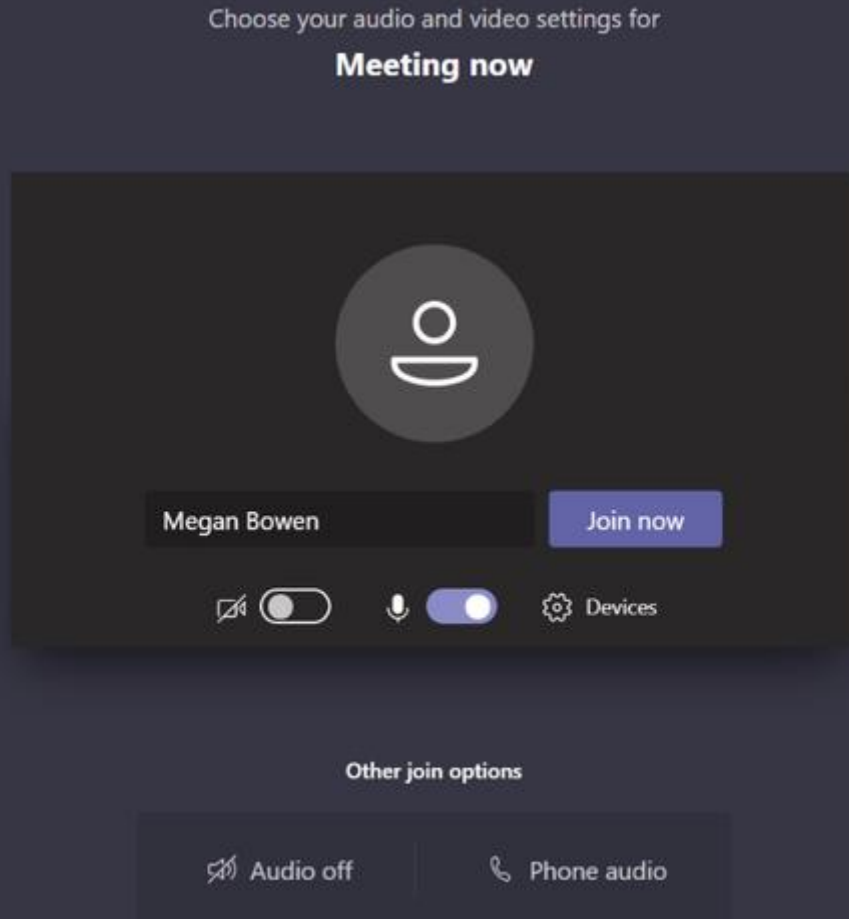 Choose your audio and video settings for
Meeting now
Megan Bowen
Join now
Devices
Other join options
Audio off
Phone audio